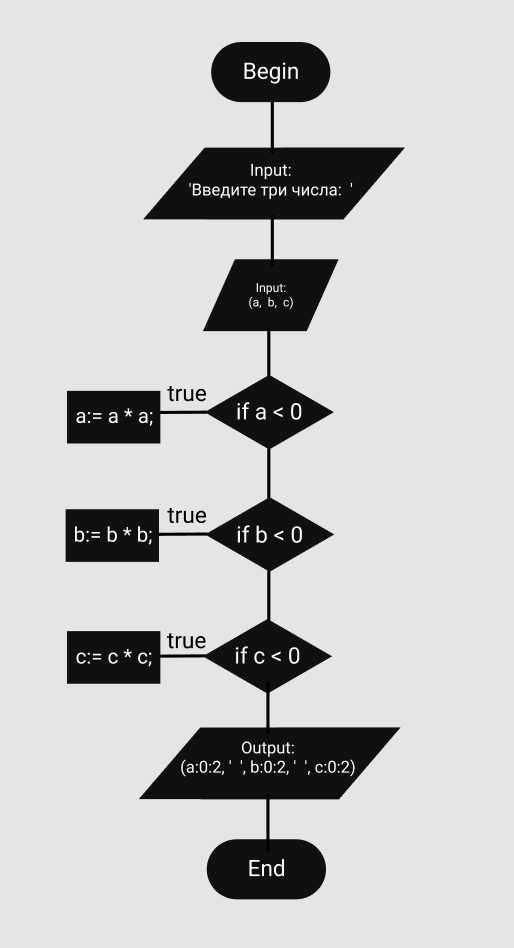 Begin
Input:
'Введите три числа:  '
Input:
(a,  b,  c)
true
if a < 0
a:= a * a;
true
if b < 0
b:= b * b;
true
if c < 0
c:= c * c;
Output:
(a:0:2, '  ', b:0:2, '  ', c:0:2)
End